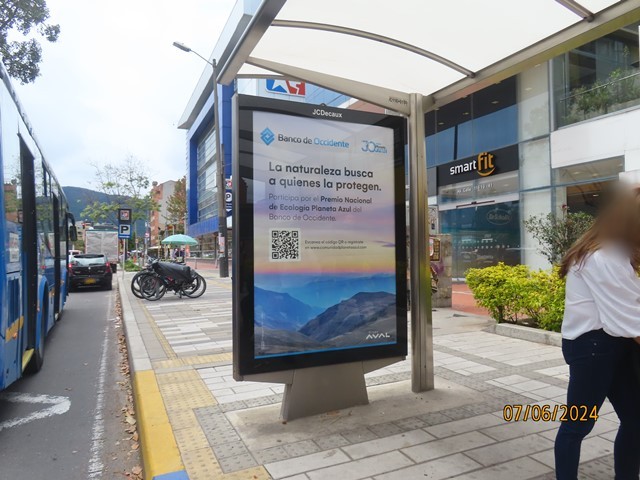 JCDecaux
Banco de Occidente
La naturaleza busca
a quienes la protegen.
Participa por el Premio Nacional
de Ecología Planeta Azul del
Banco de Occidente.
AVAL
smartfit
P
07/06/2024